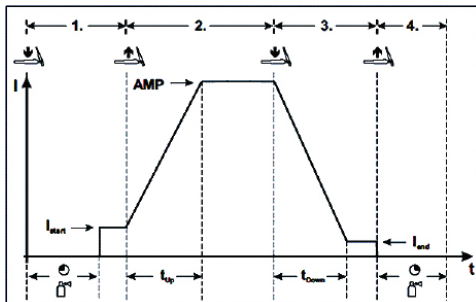 1. 2. 3. 4.
I
AMP
Istart
Iend
t
tUp
tDown